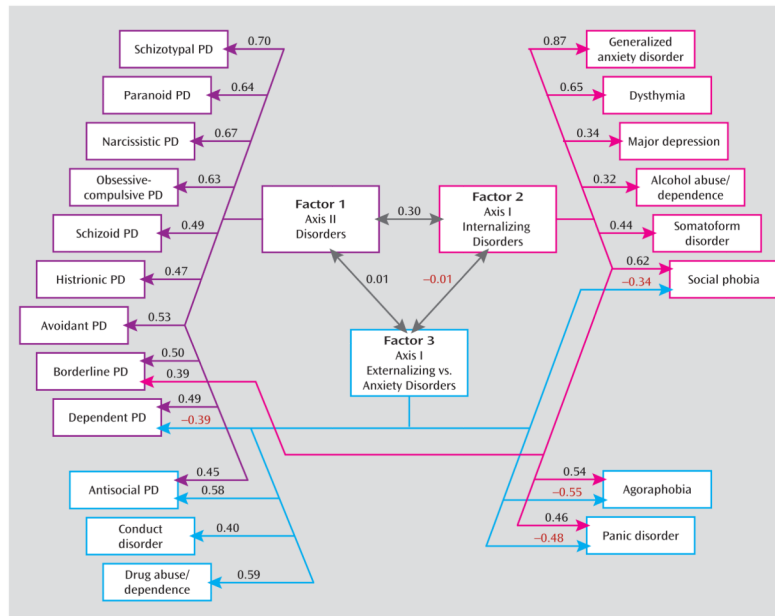 Schizotypal PD
0.70
Paranoid PD
0.64
Narcissistic PD
0.67
Obsessive-
compulsive PD
0.63
Schizoid PD
0.49
Histrionic PD
0.47
Avoidant PD
0.53
Borderline PD
0.50
0.39
Dependent PD
0.49
−0.39
Antisocial PD
0.45
0.58
Conduct
disorder
0.40
Drug abuse/
dependence
0.59
Factor 1
Axis II
Disorders
0.30
Factor 2
Axis I
Internalizing
Disorders
0.01
−0.01
Factor 3
Axis I
Externalizing vs.
Anxiety Disorders
0.87
Generalized
anxiety disorder
0.65
Dysthymia
0.34
Major depression
0.32
Alcohol abuse/
dependence
0.44
Somatoform
disorder
0.62
−0.34
Social phobia
0.54
−0.55
Agoraphobia
0.46
−0.48
Panic disorder